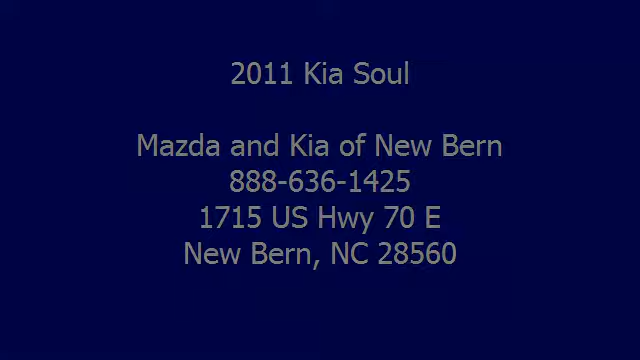 2011 Kia Soul
Mazda and Kia of New Bern
888-636-1425
1715 US Hwy 70 E
New Bern, NC 28560